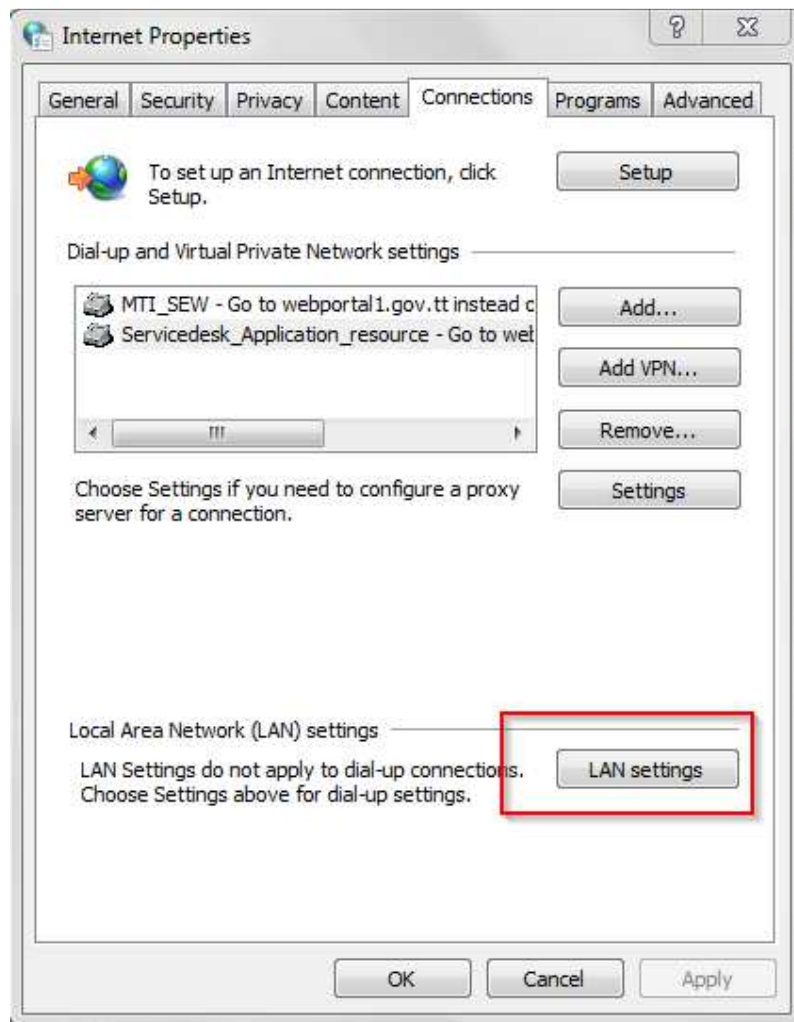 Internet Properties
General Security Privacy Content Connections Programs Advanced
To set up an Internet connection, click
Setup.
Setup
Dial-up and Virtual Private Network settings
MTI_SEW - Go to webportal1.gov.tt instead
Add...
Servicedesk_Application_resource - Go to
Add VPN...
Remove...
Choose Settings if you need to configure a proxy
server for a connection.
Settings
Local Area Network (LAN) settings
LAN Settings do not apply to dial-up connections.
Choose Settings above for dial-up settings.
LAN settings
OK Cancel Apply